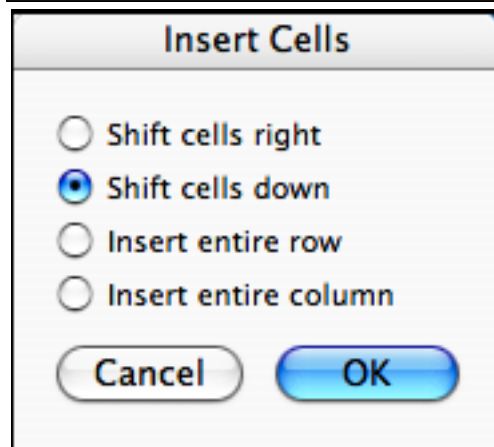 Insert Cells
Shift cells right
Shift cells down
Insert entire row
Insert entire column
Cancel OK